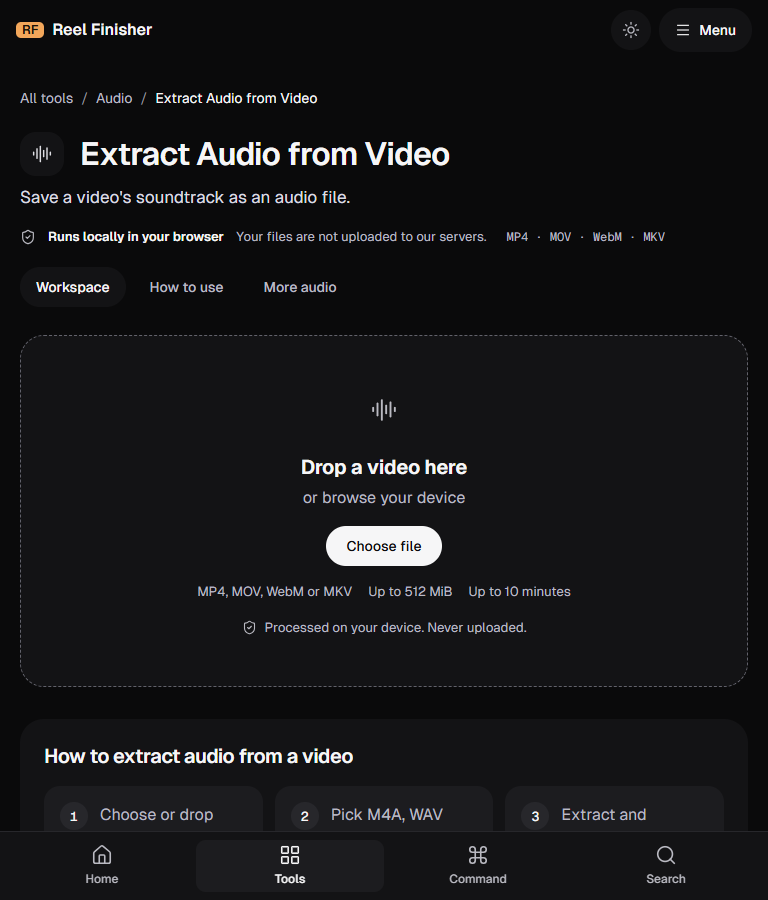 RF Reel Finisher
Menu
All tools / Audio / Extract Audio from Video
Extract Audio from Video
Save a video's soundtrack as an audio file.
Runs locally in your browser Your files are not uploaded to our servers. MP4 · MOV · WebM · MKV
Workspace How to use More audio
Drop a video here
or browse your device
Choose file
MP4, MOV, WebM or MKV Up to 512 MiB Up to 10 minutes
Processed on your device. Never uploaded.
How to extract audio from a video
1 Choose or drop
2 Pick M4A, WAV
3 Extract and
Home Tools Command Search